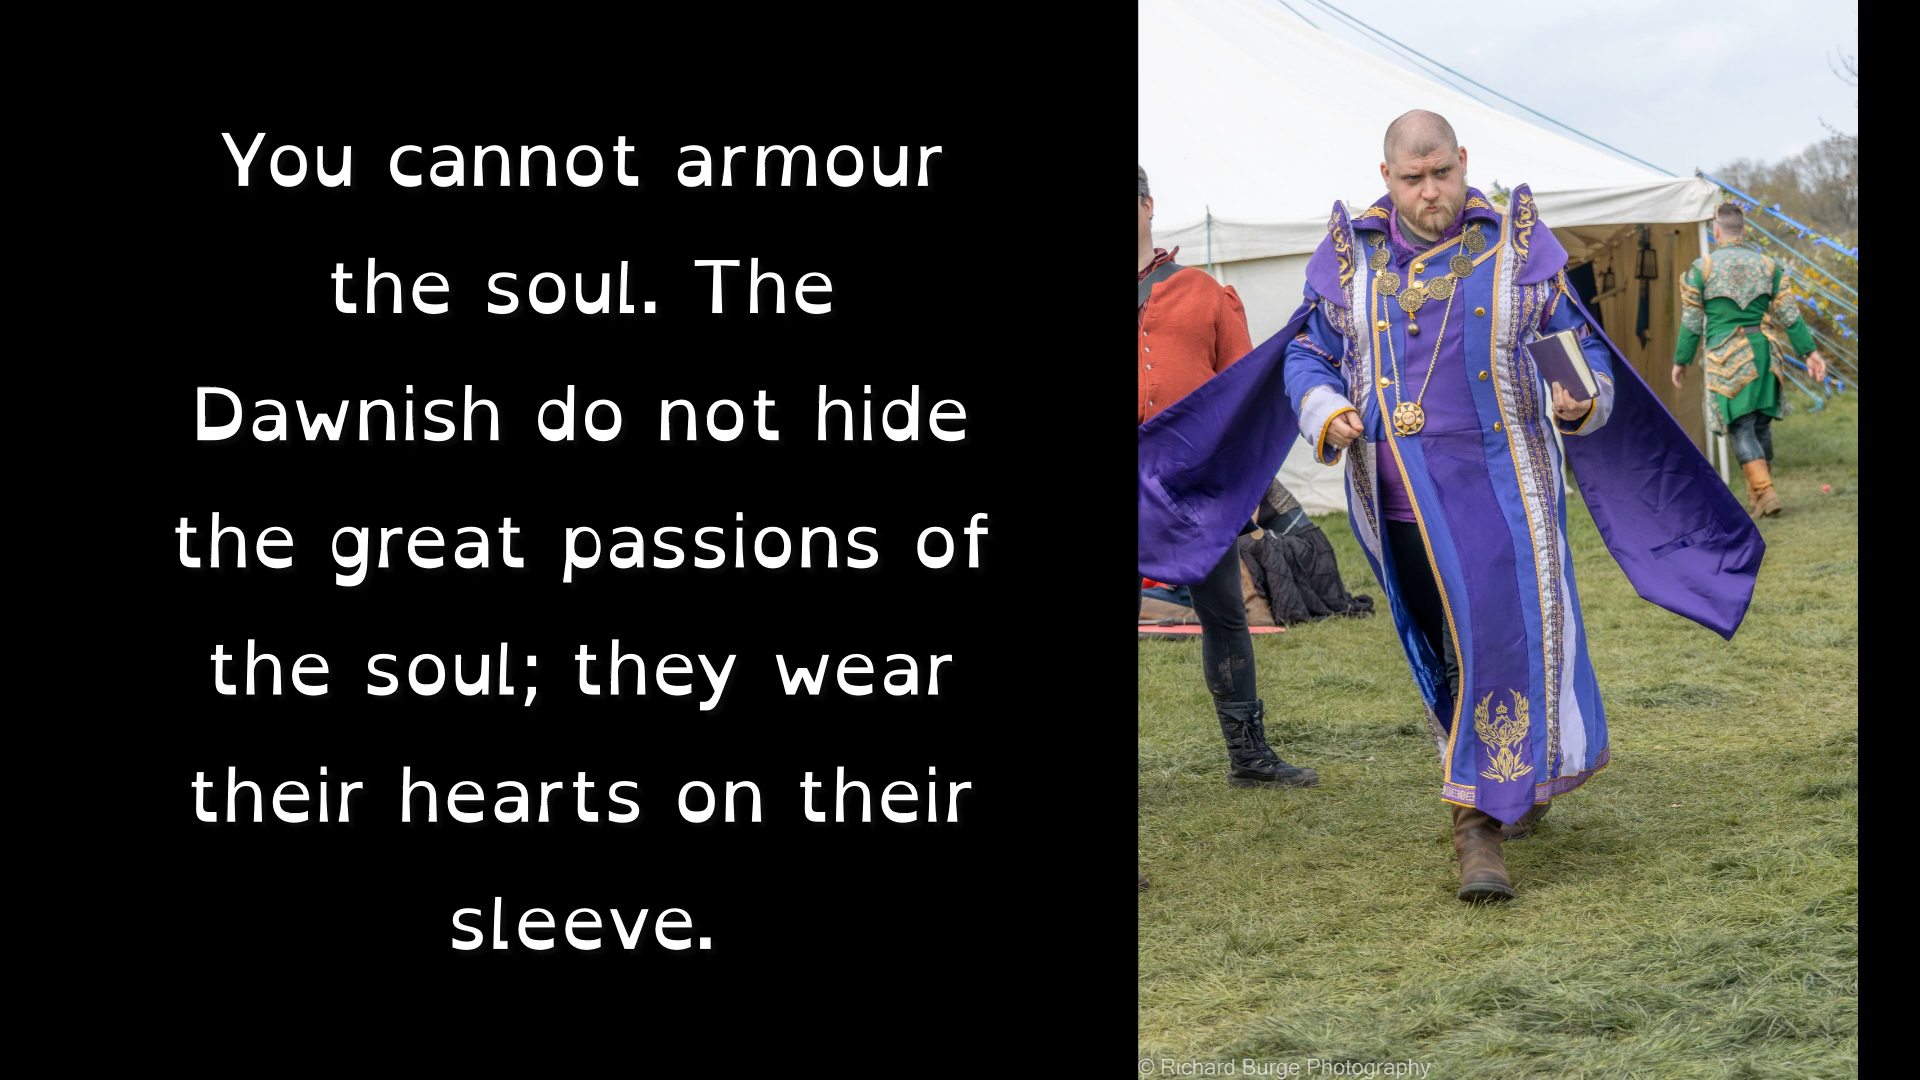 You cannot armour
the soul. The
Dawnish do not hide
the great passions of
the soul; they wear
their hearts on their
sleeve.
© Richard Burge Photography